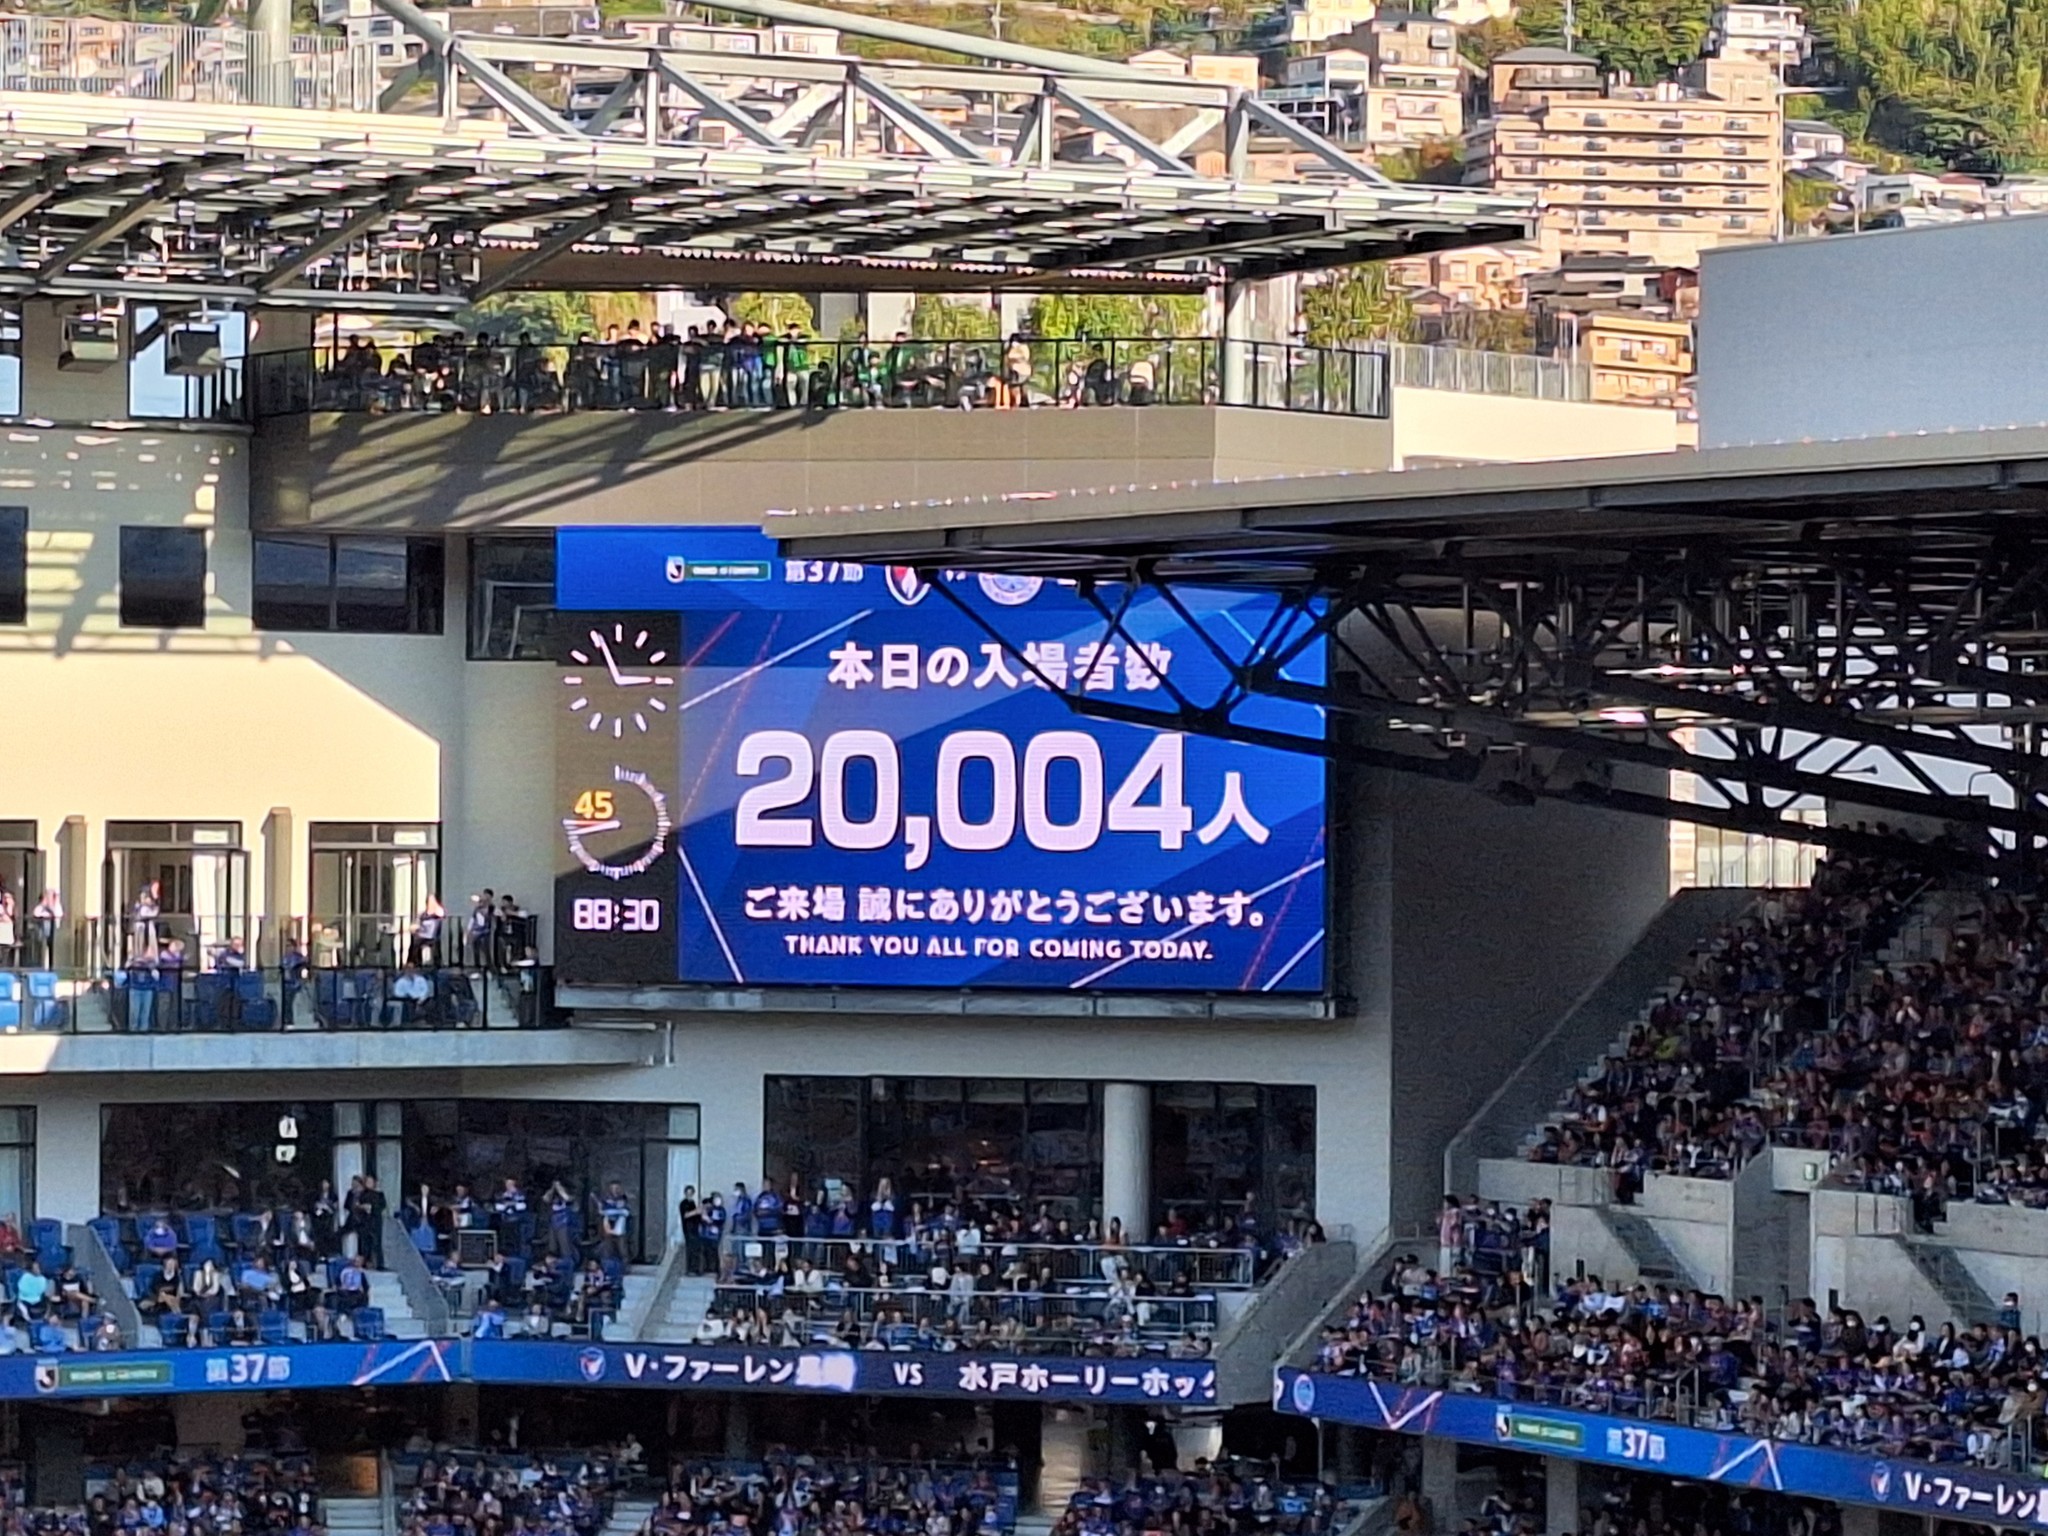 第37節
VS
本日の入場者数
20,004人
45
88:30
ご来場 誠にありがとうございます。
THANK YOU ALL FOR COMING TODAY.
第37節
V・ファーレン長崎 VS 水戸ホーリーホック
第37節
V・ファーレン